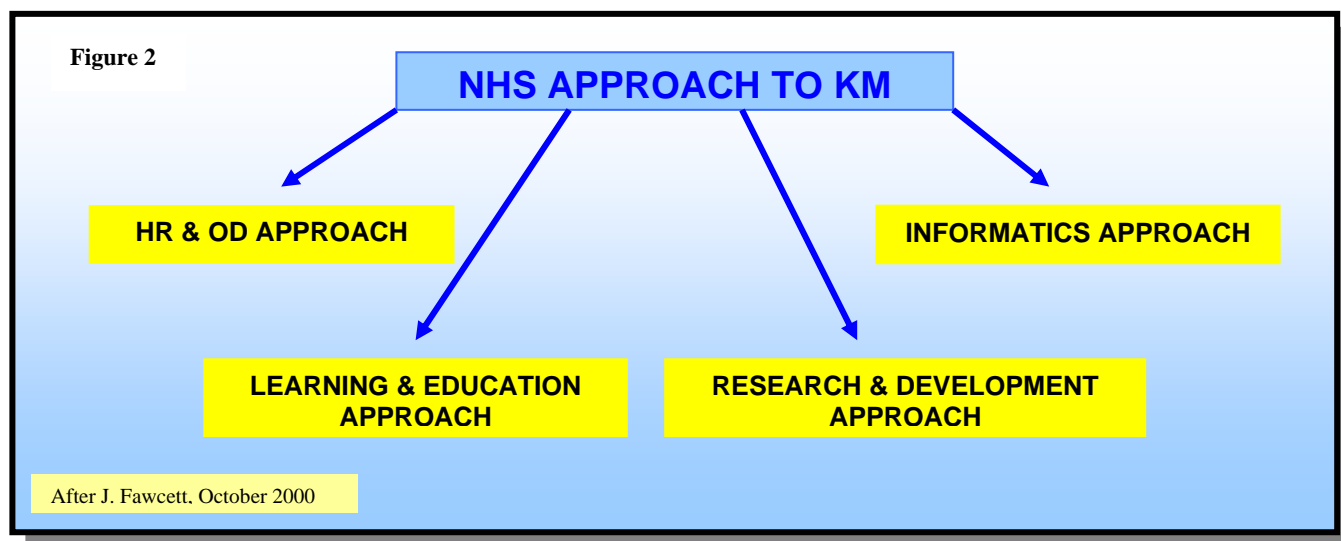 Figure 2
NHS APPROACH TO KM
HR & OD APPROACH
INFORMATICS APPROACH
LEARNING & EDUCATION
APPROACH
RESEARCH & DEVELOPMENT
APPROACH
After J. Fawcett, October 2000